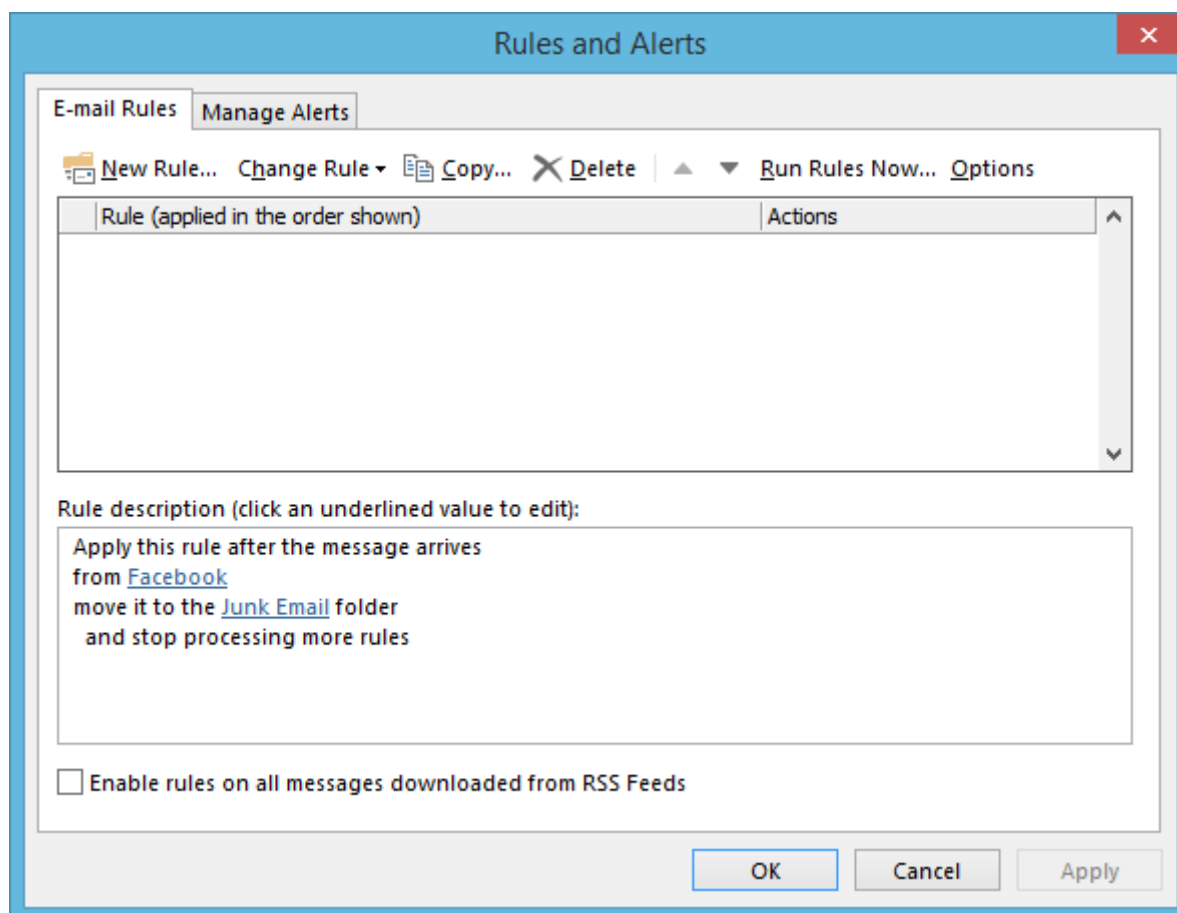 Rules and Alerts
E-mail Rules Manage Alerts
New Rule... Change Rule Copy... Delete Run Rules Now... Options
Rule (applied in the order shown) Actions
Rule description (click an underlined value to edit):
Apply this rule after the message arrives
from Facebook
move it to the Junk Email folder
and stop processing more rules
Enable rules on all messages downloaded from RSS Feeds
OK Cancel Apply